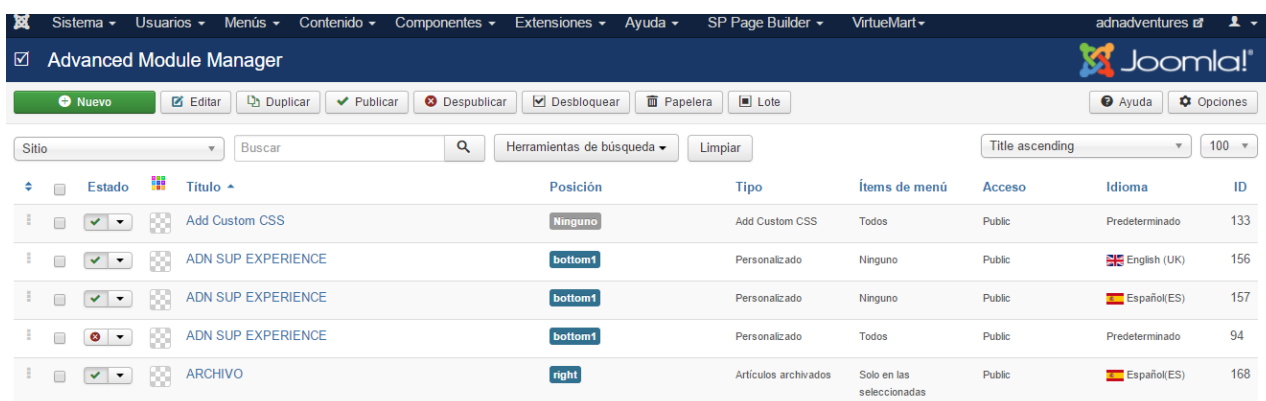 Sistema Usuarios Menús Contenido Componentes Extensiones Ayuda SP Page Builder VirtueMart adnadventures
Advanced Module Manager Joomla!®
Nuevo Editar Duplicar Publicar Despublicar Desbloquear Papelera Lote Ayuda Opciones
Sitio Buscar Herramientas de búsqueda Limpiar Title ascending 100
Estado Título Posición Tipo Ítems de menú Acceso Idioma ID
Add Custom CSS Ninguno Add Custom CSS Todos Public Predeterminado 133
ADN SUP EXPERIENCE bottom1 Personalizado Ninguno Public English (UK) 156
ADN SUP EXPERIENCE bottom1 Personalizado Ninguno Public Español(ES) 157
ADN SUP EXPERIENCE bottom1 Personalizado Todos Public Predeterminado 94
ARCHIVO right Artículos archivados Solo en las Public Español(ES) 168
seleccionadas